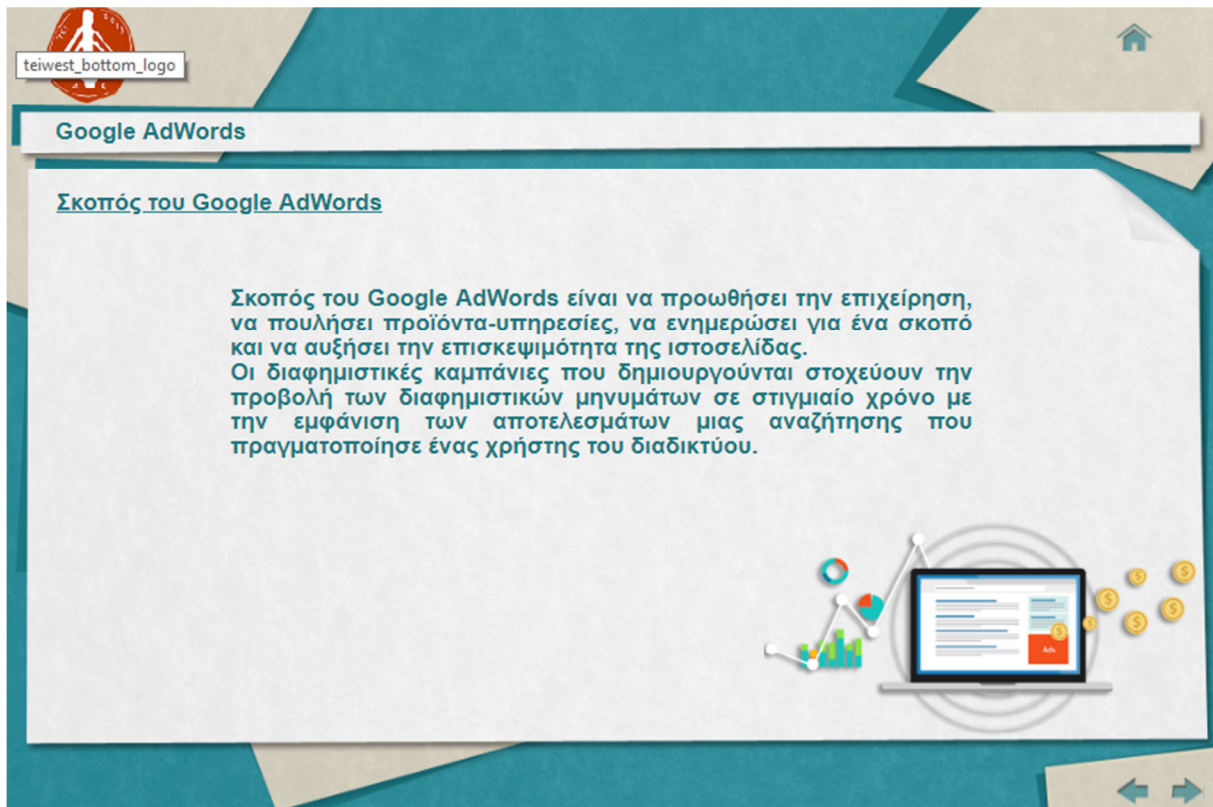 teiwest_bottom_logo
Google AdWords
Σκοπός του Google AdWords
Σκοπός του Google AdWords είναι να προωθήσει την επιχείρηση,
να πουλήσει προϊόντα-υπηρεσίες, να ενημερώσει για ένα σκοπό
και να αυξήσει την επισκεψιμότητα της ιστοσελίδας.
Οι διαφημιστικές καμπάνιες που δημιουργούνται στοχεύουν την
προβολή των διαφημιστικών μηνυμάτων σε στιγμιαίο χρόνο με
την εμφάνιση των αποτελεσμάτων μιας αναζήτησης που
πραγματοποίησε ένας χρήστης του διαδικτύου.
Ads